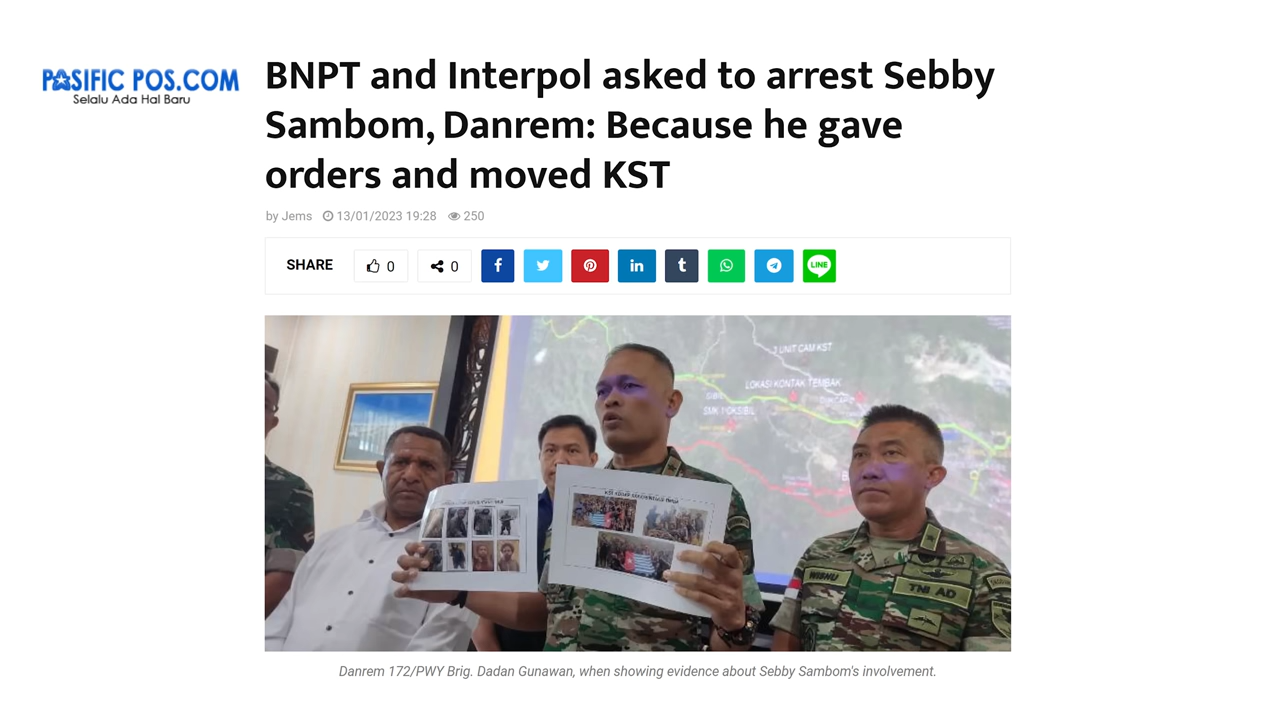 PASIFIC POS.COM
Selalu Ada Hal Baru
BNPT and Interpol asked to arrest Sebby
Sambom, Danrem: Because he gave
orders and moved KST
by Jems 13/01/2023 19:28 250
SHARE 0 0
LINE
UNIT CAM KST
LOKASI KONTAK TEMBAK
SMK
WISNU
TNI AD
Danrem 172/PWY Brig. Dadan Gunawan, when showing evidence about Sebby Sambom's involvement.